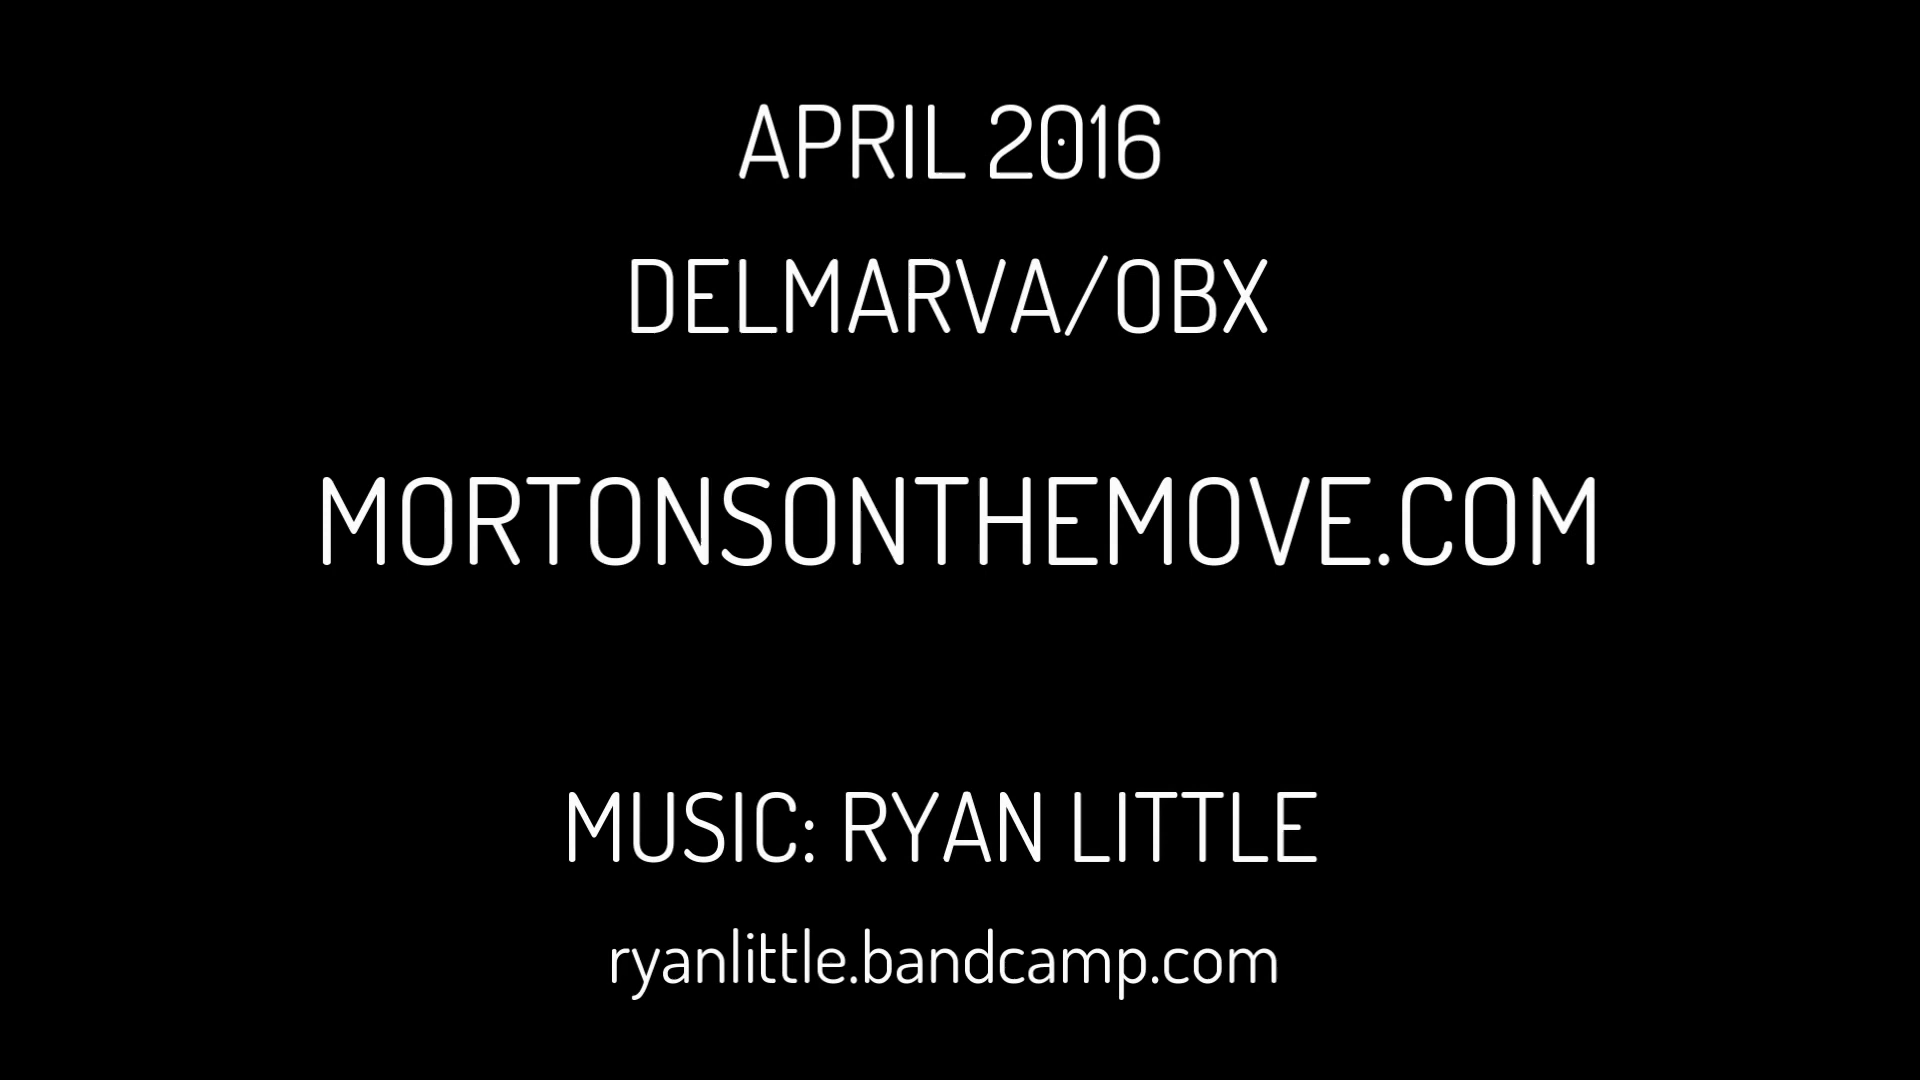 APRIL 2016
DELMARVA/OBX
MORTONSONTHEMOVE.COM
MUSIC: RYAN LITTLE
ryanlittle.bandcamp.com